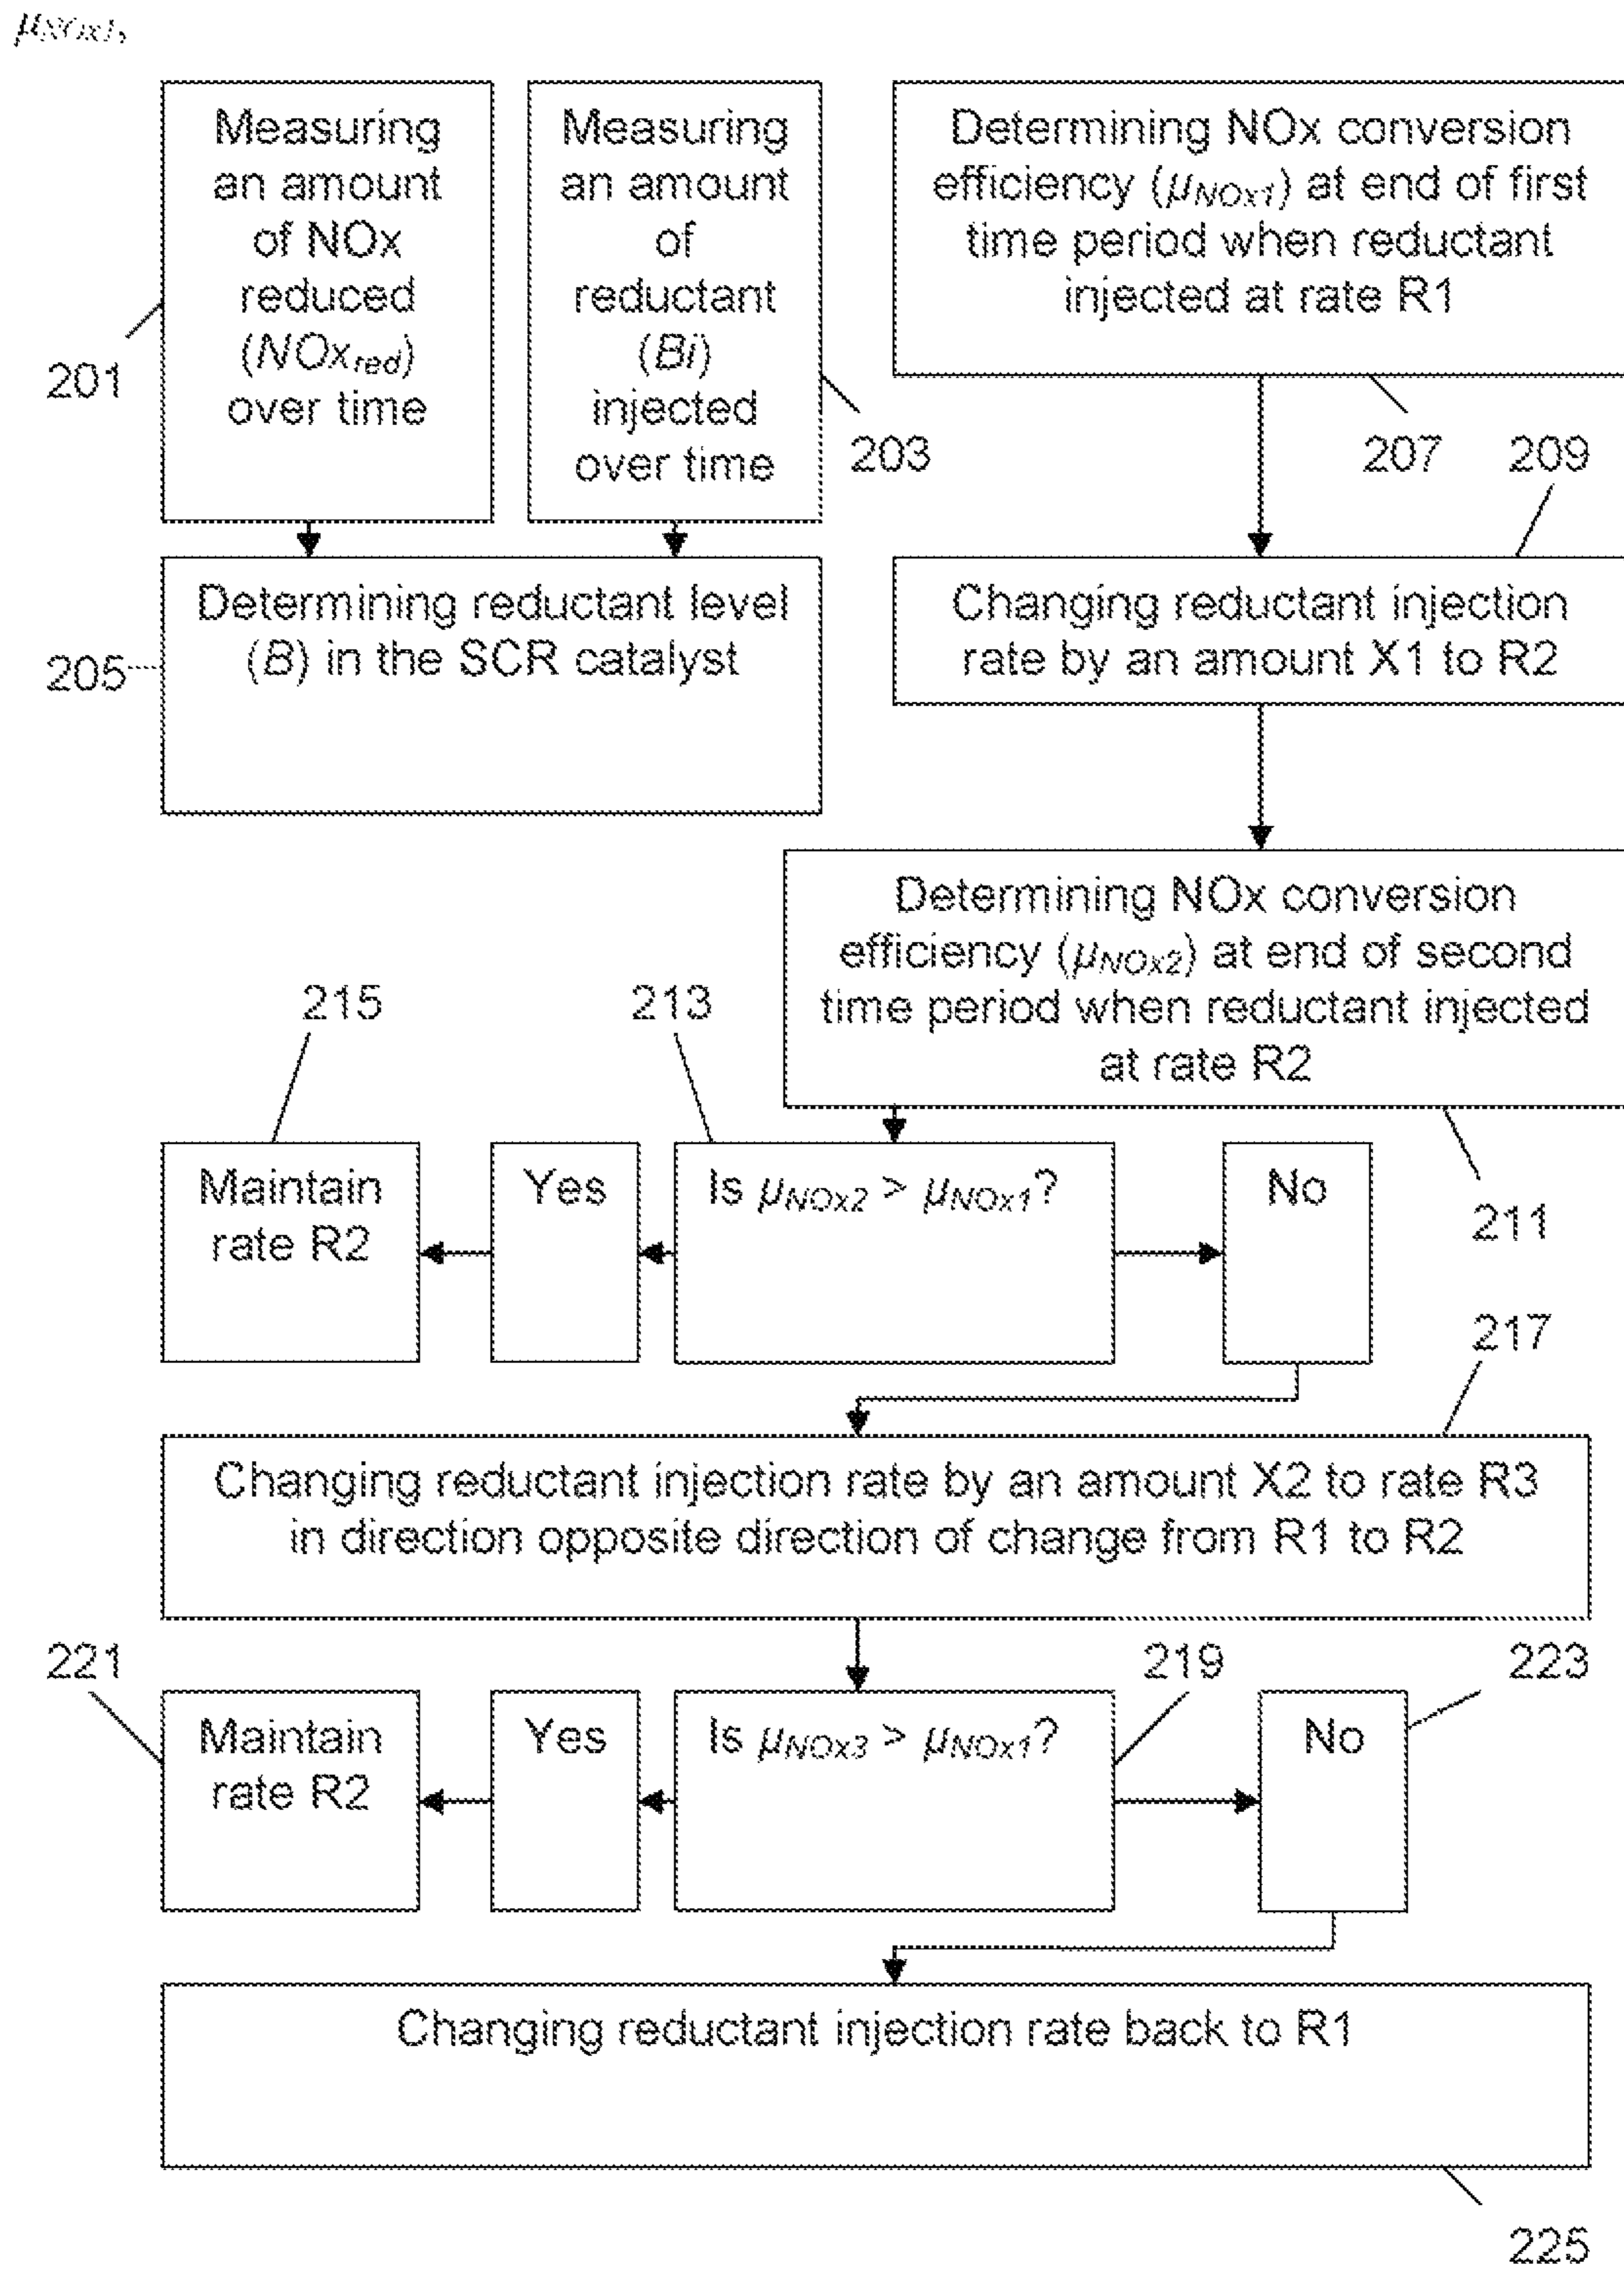 μNOx1,
Measuring
an amount
of NOx
reduced
(NOxred)
over time
201
Measuring
an amount
of
reductant
(Bi)
injected
over time
203
Determining NOx conversion
efficiency (μNOx1) at end of first
time period when reductant
injected at rate R1
207
209
Determining reductant level
(B) in the SCR catalyst
205
Changing reductant injection
rate by an amount X1 to R2
Determining NOx conversion
efficiency (μNOx2) at end of second
time period when reductant injected
at rate R2
215
213
Maintain
rate R2
Yes
Is μNOx2 > μNOx1?
No
211
217
Changing reductant injection rate by an amount X2 to rate R3
in direction opposite direction of change from R1 to R2
221
219
223
Maintain
rate R2
Yes
Is μNOx3 > μNOx1?
No
Changing reductant injection rate back to R1
225